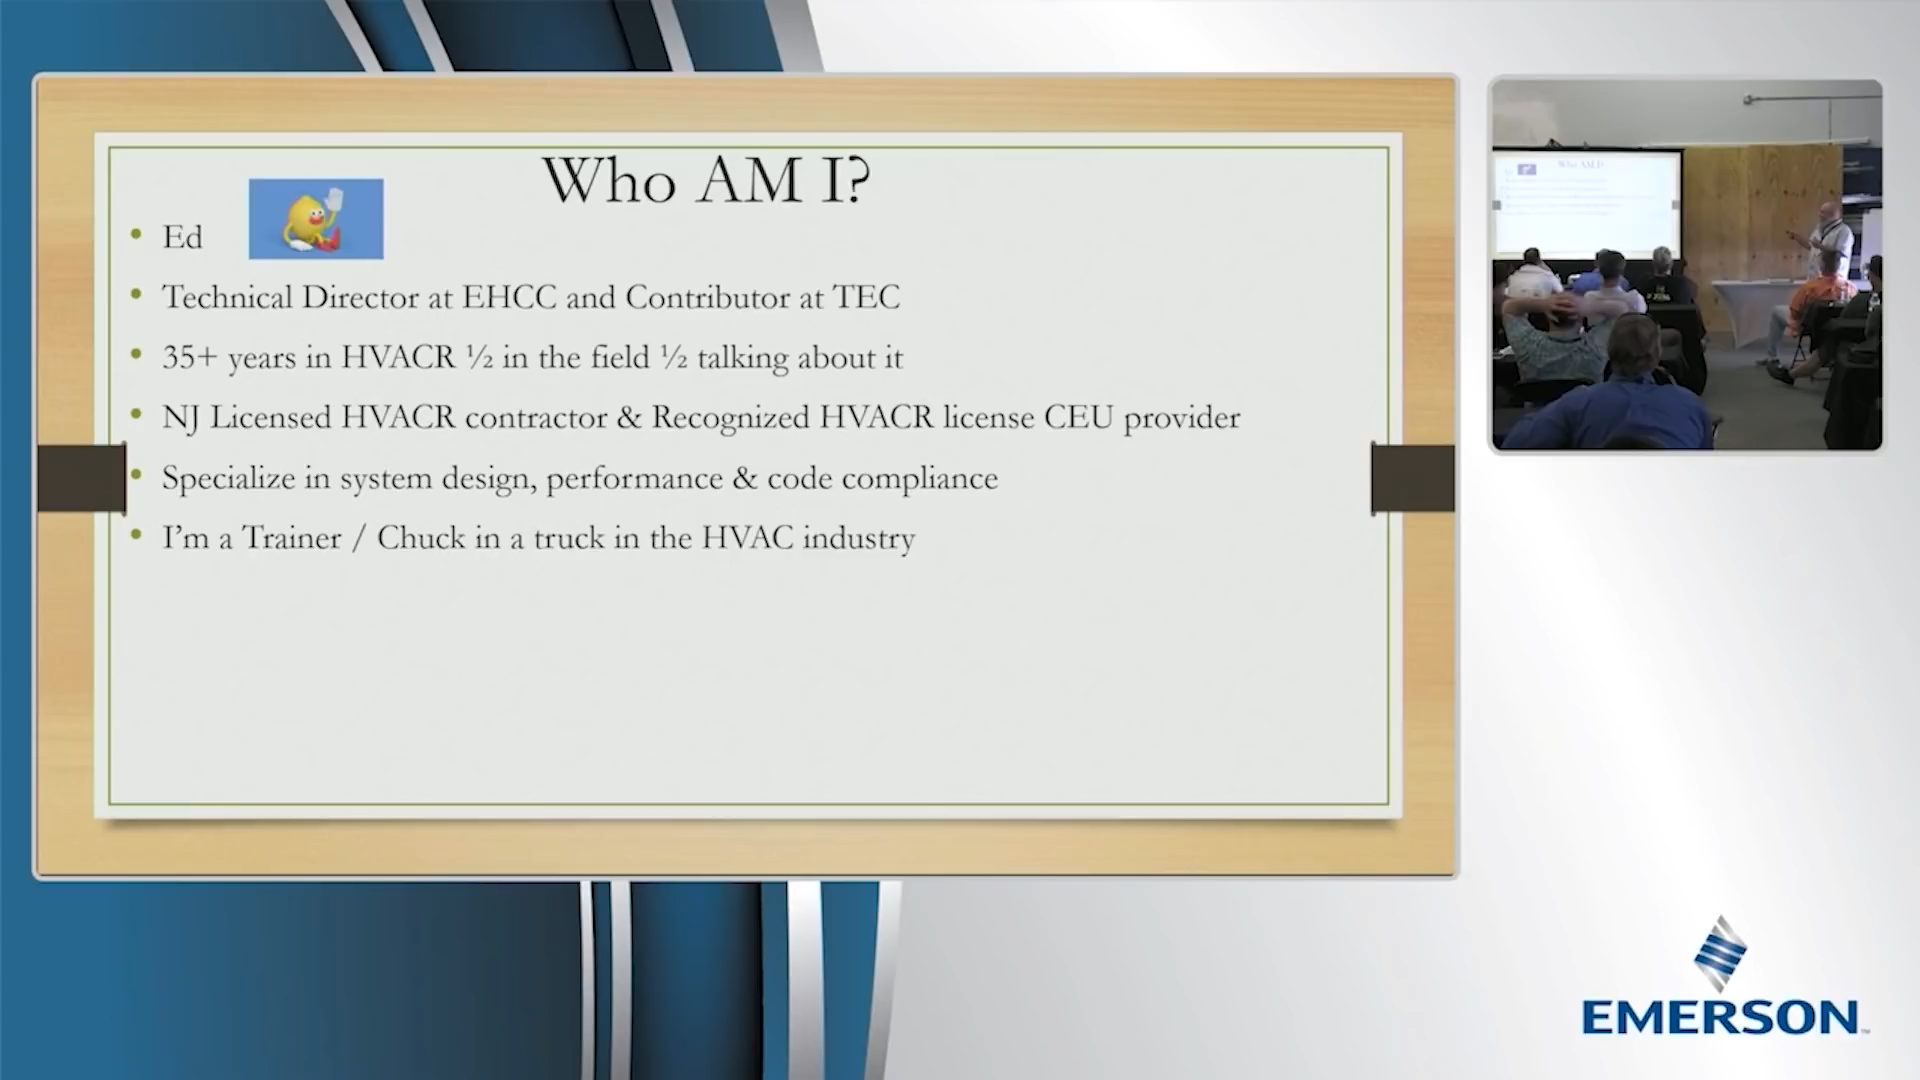 Who AM I?
• Ed
• Technical Director at EHCC and Contributor at TEC
• 35+ years in HVACR ½ in the field ½ talking about it
• NJ Licensed HVACR contractor & Recognized HVACR license CEU provider
• Specialize in system design, performance & code compliance
• I’m a Trainer / Chuck in a truck in the HVAC industry
Who AM I?
EMERSON